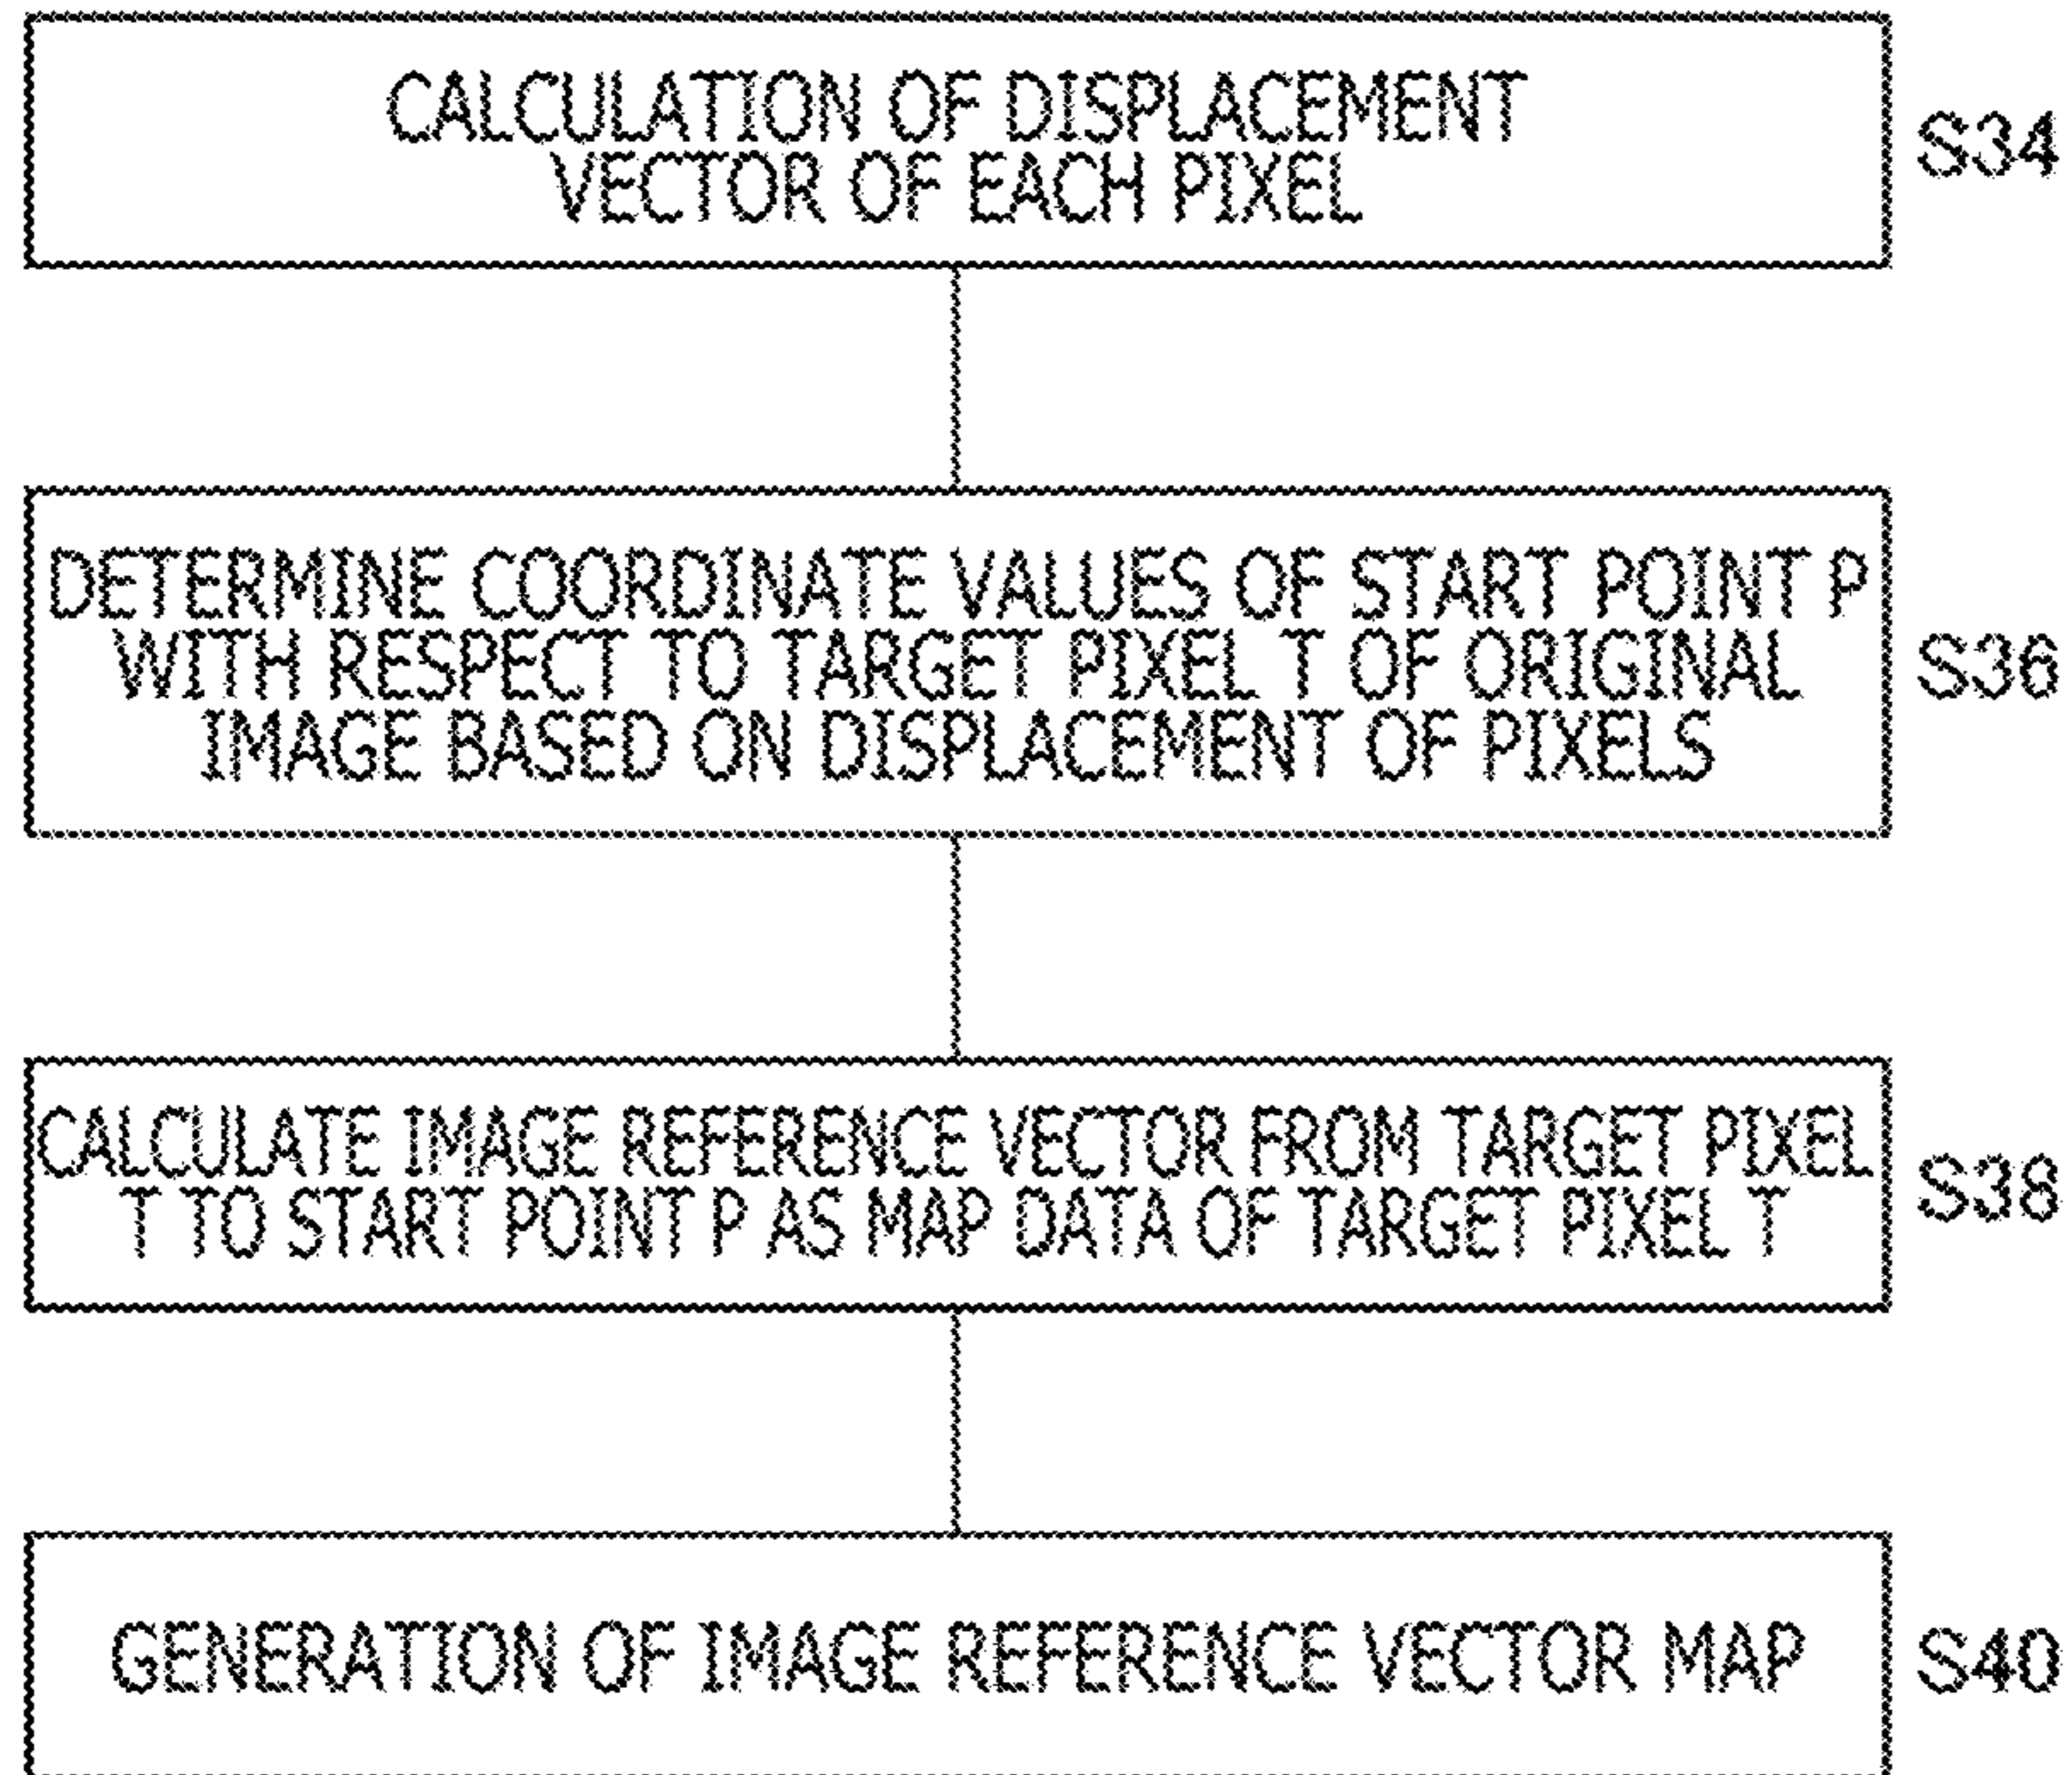 CALCULATION OF DISPLACEMENT
VECTOR OF EACH PIXEL
S34
DETERMINE COORDINATE VALUES OF START POINT P
WITH RESPECT TO TARGET PIXEL T OF ORIGINAL
IMAGE BASED ON DISPLACEMENT OF PIXELS
S36
CALCULATE IMAGE REFERENCE VECTOR FROM TARGET PIXEL
T TO START POINT P AS MAP DATA OF TARGET PIXEL T
S38
GENERATION OF IMAGE REFERENCE VECTOR MAP
S40